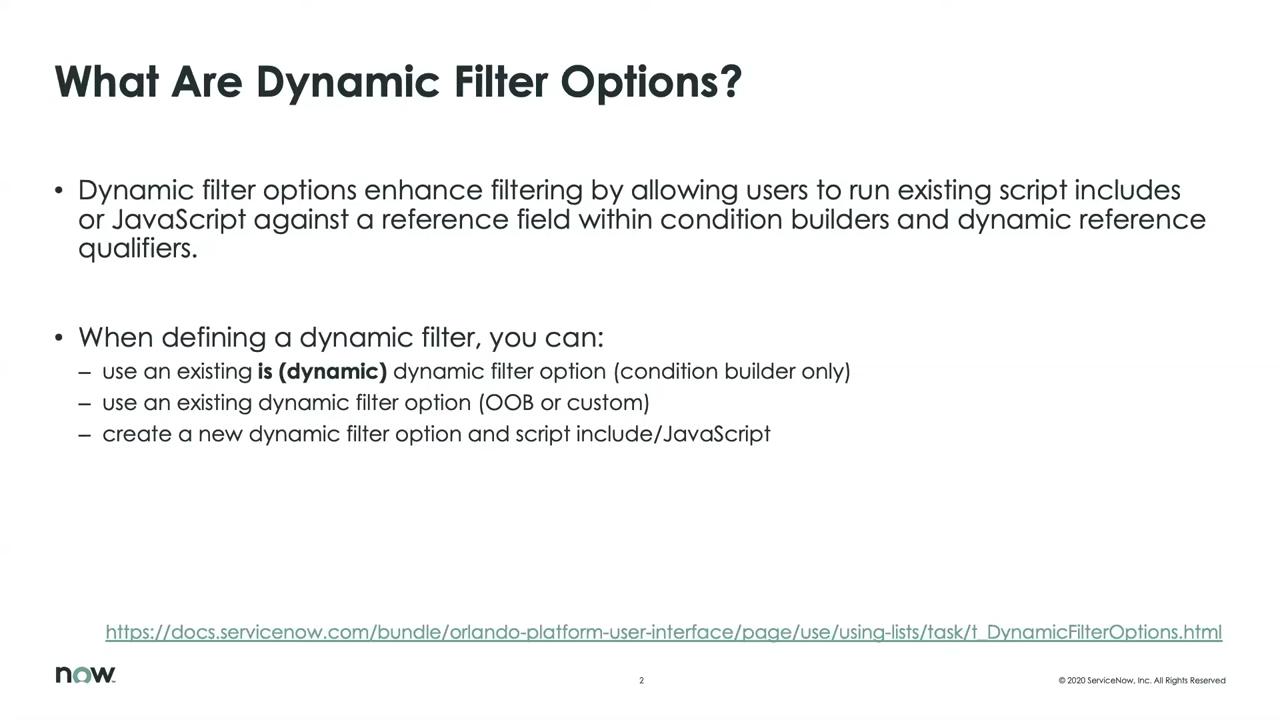 What Are Dynamic Filter Options?
• Dynamic filter options enhance filtering by allowing users to run existing script includes
or JavaScript against a reference field within condition builders and dynamic reference
qualifiers.
• When defining a dynamic filter, you can:
– use an existing is (dynamic) dynamic filter option (condition builder only)
– use an existing dynamic filter option (OOB or custom)
– create a new dynamic filter option and script include/JavaScript
https://docs.servicenow.com/bundle/orlando-platform-user-interface/page/use/using-lists/task/t_DynamicFilterOptions.html
now
2
© 2020 ServiceNow, Inc. All Rights Reserved